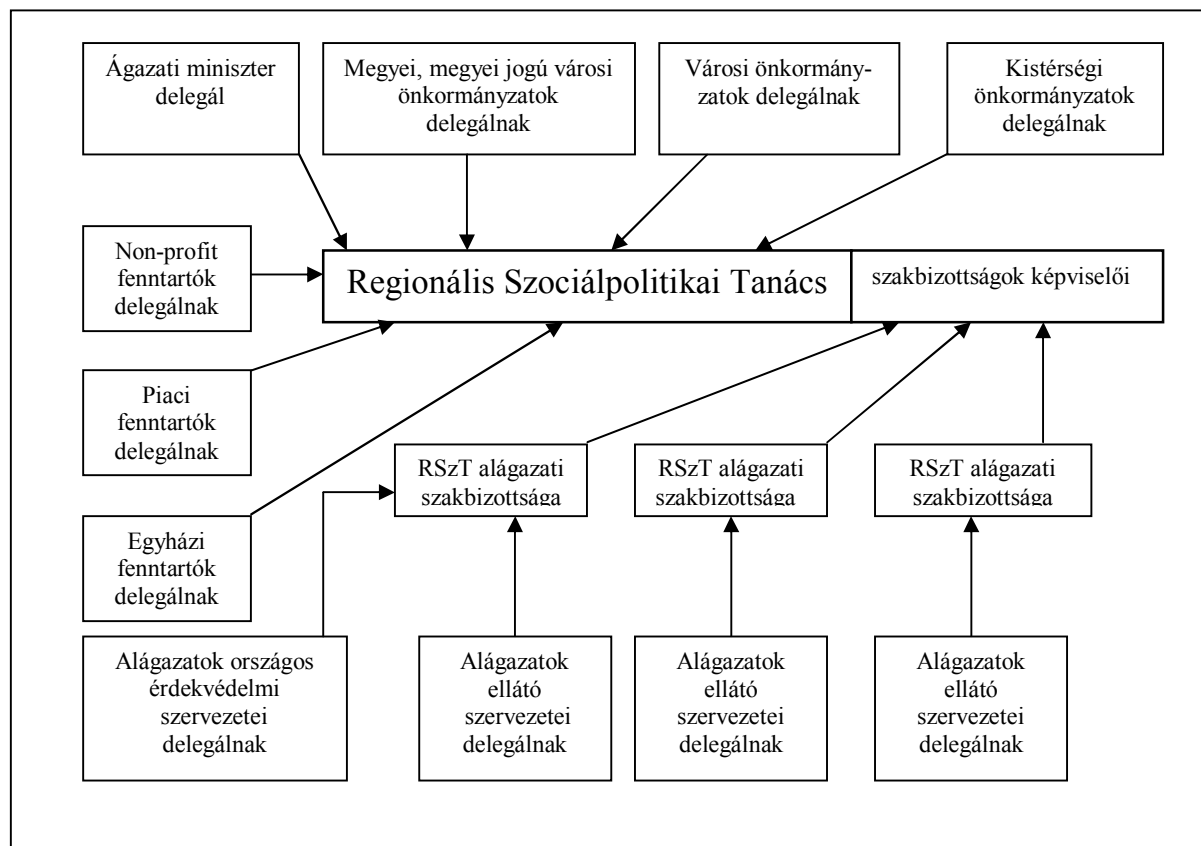 Ágazati miniszter
delegál
Megyei, megyei jogú városi
önkormányzatok
delegálnak
Városi önkormány-
zatok delegálnak
Kistérségi
önkormányzatok
delegálnak
Non-profit
fenntartók
delegálnak
Regionális Szociálpolitikai Tanács
szakbizottságok képviselői
Piaci
fenntartók
delegálnak
RSzT alágazati
szakbizottsága
RSzT alágazati
szakbizottsága
RSzT alágazati
szakbizottsága
Egyházi
fenntartók
delegálnak
Alágazatok országos
érdekvédelmi
szervezetei
delegálnak
Alágazatok
ellátó
szervezetei
delegálnak
Alágazatok
ellátó
szervezetei
delegálnak
Alágazatok
ellátó
szervezetei
delegálnak